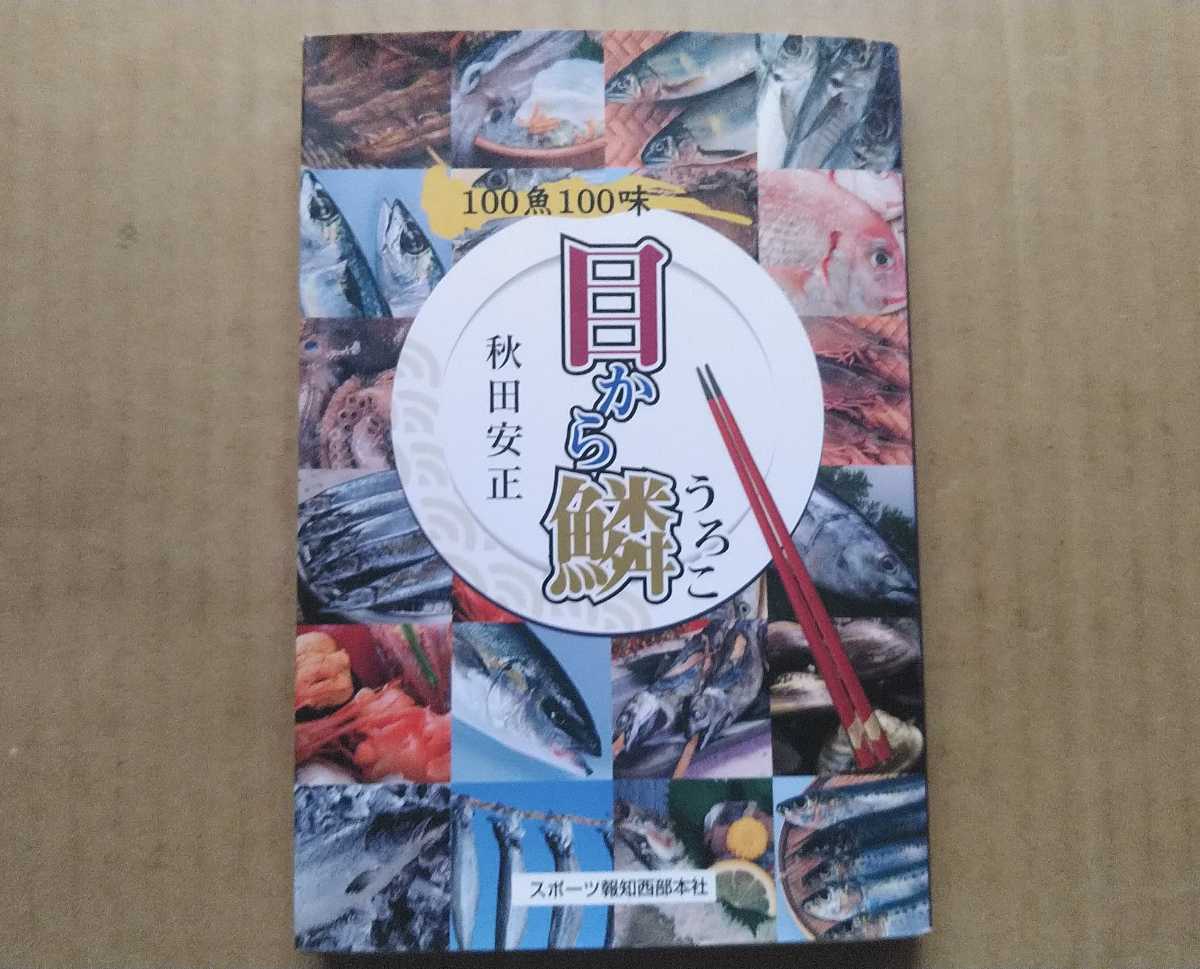 100魚100味
目から鱗
うろこ
秋田安正
スポーツ報知西部本社